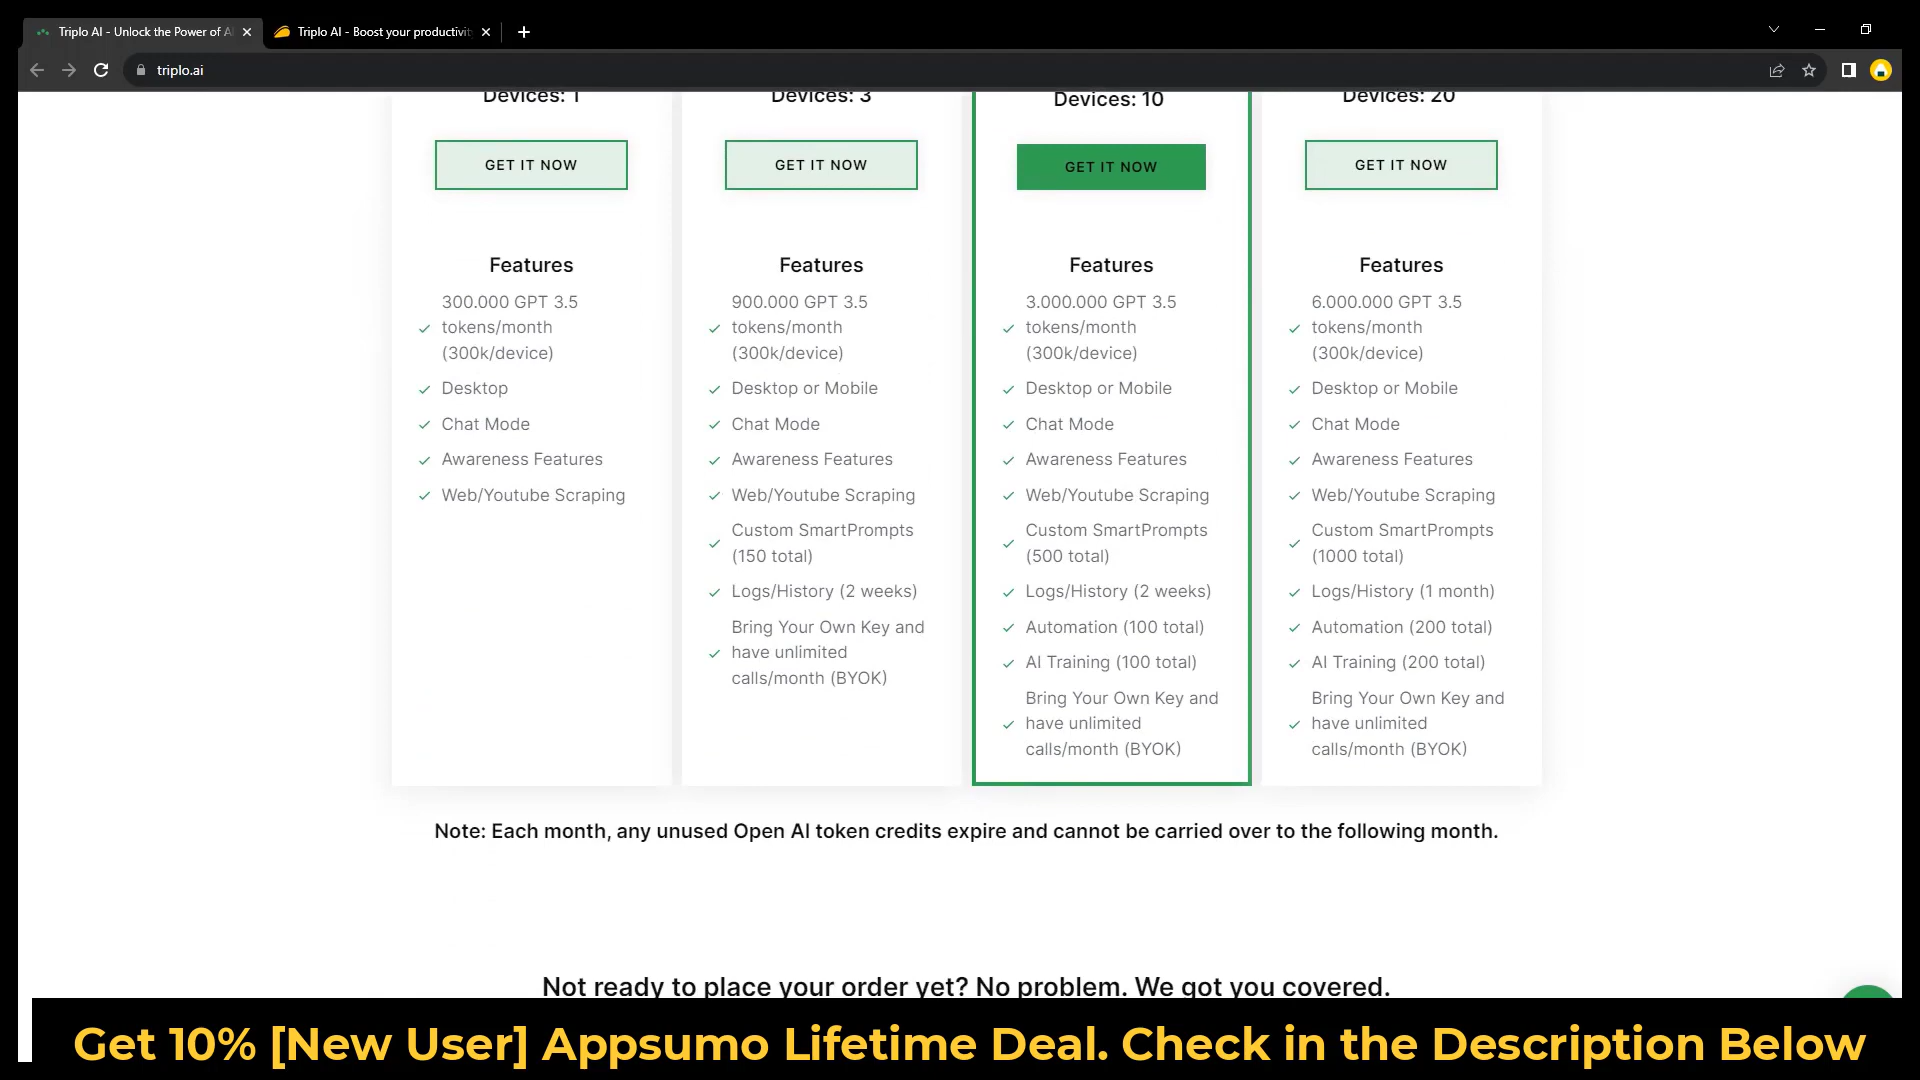 Triplo AI - Unlock the Power of AI
Triplo AI - Boost your productivit
triplo.ai
Devices: 1
GET IT NOW
Features
300.000 GPT 3.5
tokens/month
(300k/device)
Desktop
Chat Mode
Awareness Features
Web/Youtube Scraping
Devices: 3
GET IT NOW
Features
900.000 GPT 3.5
tokens/month
(300k/device)
Desktop or Mobile
Chat Mode
Awareness Features
Web/Youtube Scraping
Custom SmartPrompts
(150 total)
Logs/History (2 weeks)
Bring Your Own Key and
have unlimited
calls/month (BYOK)
Devices: 10
GET IT NOW
Features
3.000.000 GPT 3.5
tokens/month
(300k/device)
Desktop or Mobile
Chat Mode
Awareness Features
Web/Youtube Scraping
Custom SmartPrompts
(500 total)
Logs/History (2 weeks)
Automation (100 total)
AI Training (100 total)
Bring Your Own Key and
have unlimited
calls/month (BYOK)
Devices: 20
GET IT NOW
Features
6.000.000 GPT 3.5
tokens/month
(300k/device)
Desktop or Mobile
Chat Mode
Awareness Features
Web/Youtube Scraping
Custom SmartPrompts
(1000 total)
Logs/History (1 month)
Automation (200 total)
AI Training (200 total)
Bring Your Own Key and
have unlimited
calls/month (BYOK)
Note: Each month, any unused Open AI token credits expire and cannot be carried over to the following month.
Not ready to place your order yet? No problem. We got you covered.
Get 10% [New User] Appsumo Lifetime Deal. Check in the Description Below